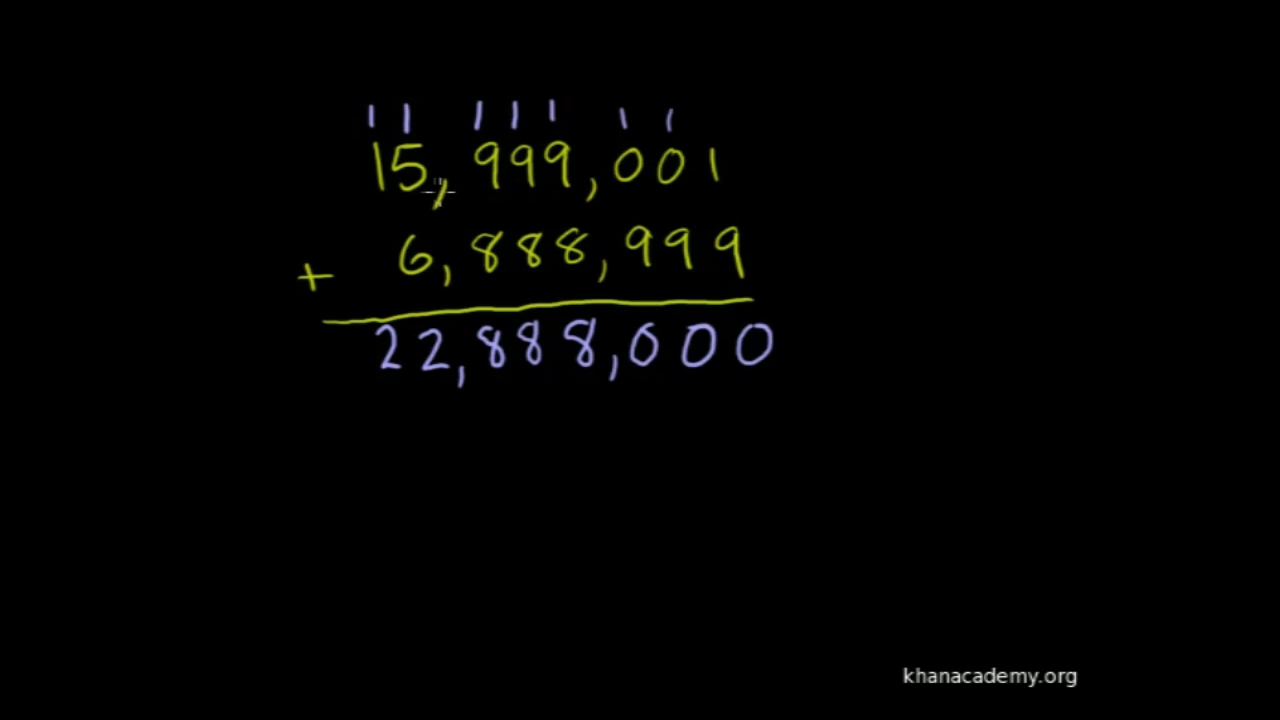 1 1 1 1 1 1 1
15,999,001
+ 6,888,999
22,888,000
khanacademy.org